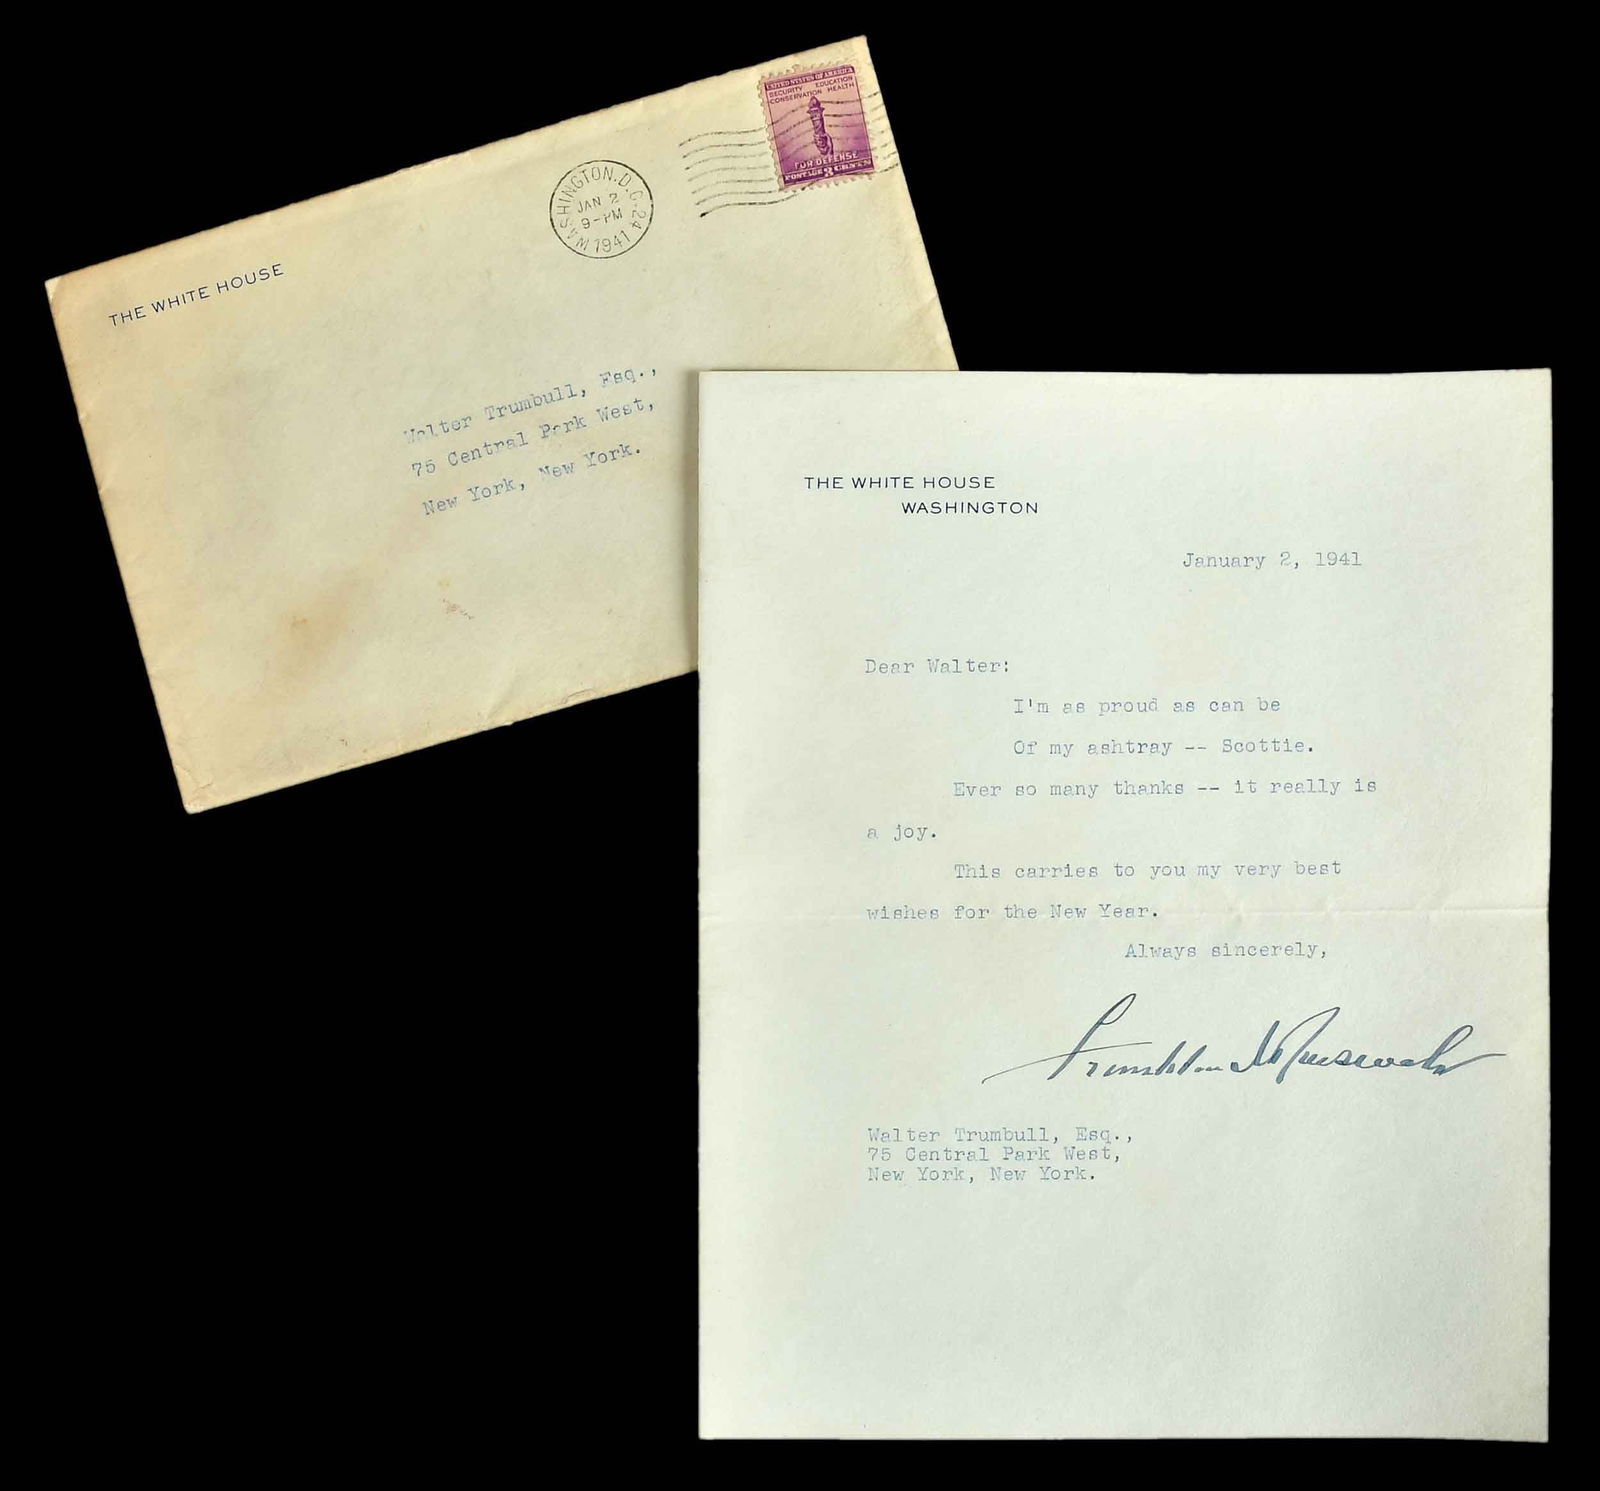 THE WHITE HOUSE
WASHINGTON, D.C. 24
JAN 2
9-PM
1941
UNITED STATES OF AMERICA
SECURITY EDUCATION
CONSERVATION HEALTH
FOR DEFENSE
POSTAGE 3 CENTS
Walter Trumbull, Esq.,
75 Central Park West,
New York, New York.
THE WHITE HOUSE
WASHINGTON
January 2, 1941
Dear Walter:
I'm as proud as can be
Of my ashtray -- Scottie.
Ever so many thanks -- it really is
a joy.
This carries to you my very best
wishes for the New Year.
Always sincerely,
Franklin D Roosevelt
Walter Trumbull, Esq.,
75 Central Park West,
New York, New York.